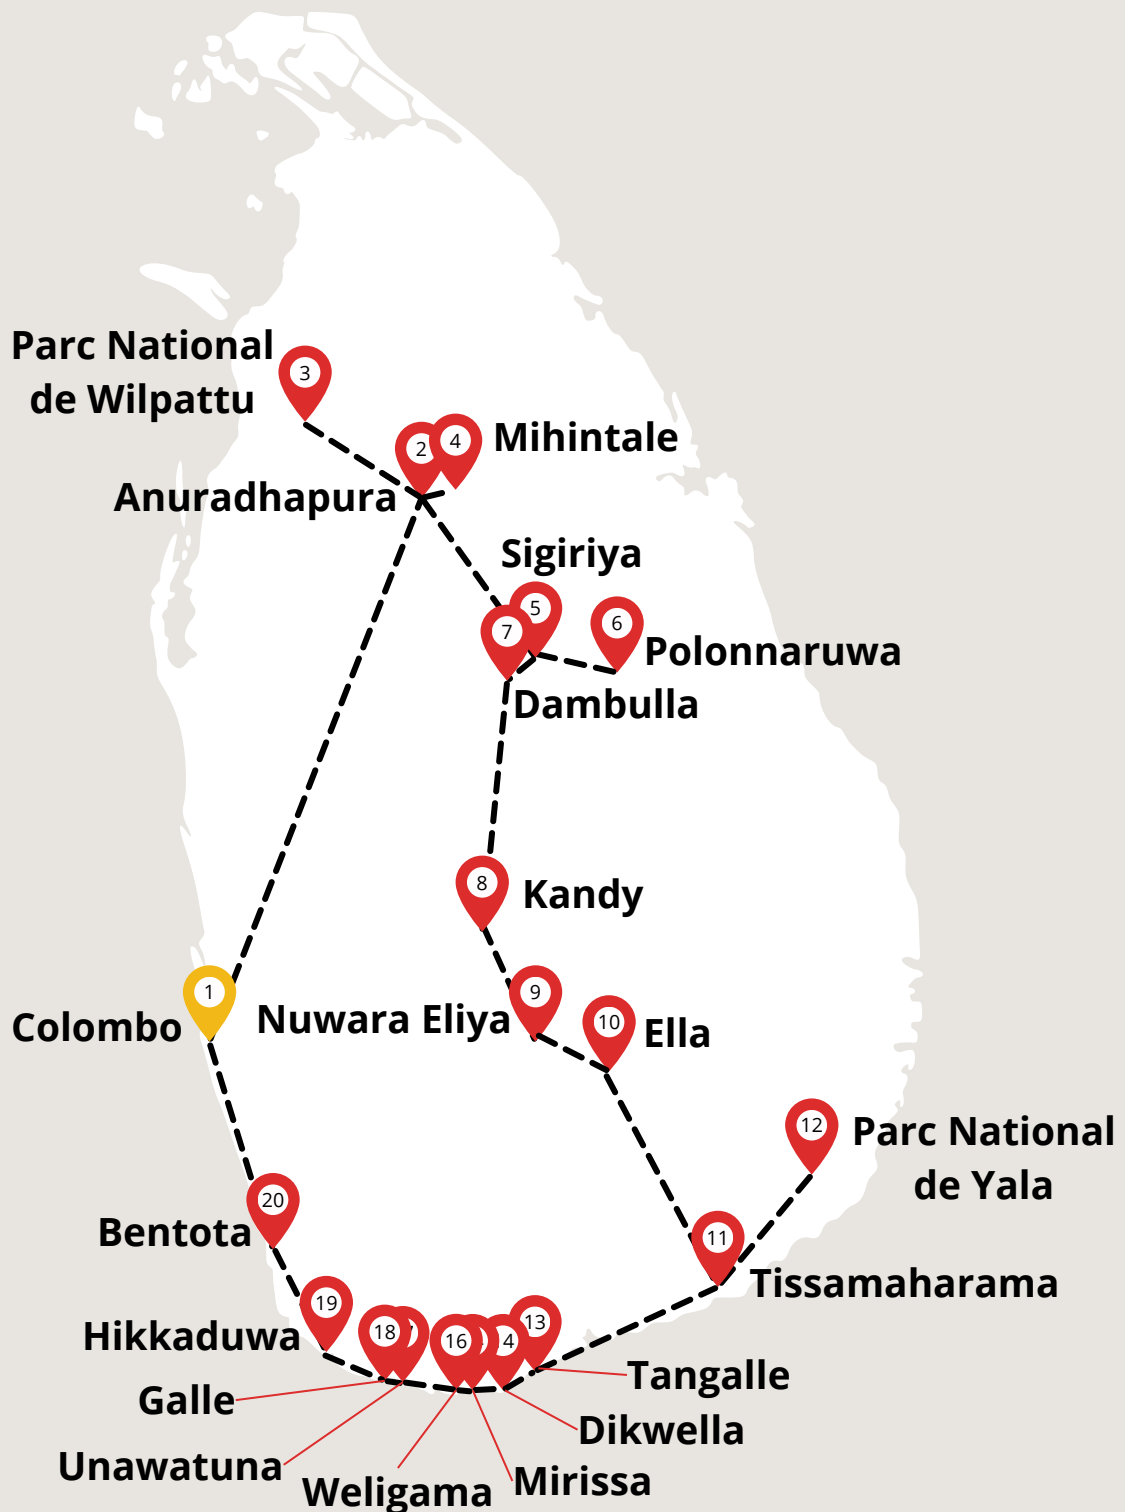 Parc National
de Wilpattu
3
2
4
Mihintale
Anuradhapura
Sigiriya
5
7
6
Polonnaruwa
Dambulla
8
Kandy
1
Colombo
Nuwara Eliya
9
10
Ella
12
Parc National
de Yala
20
Bentota
11
Tissamaharama
19
Hikkaduwa
18
16
14
13
Tangalle
Galle
Dikwella
Unawatuna
Weligama
Mirissa